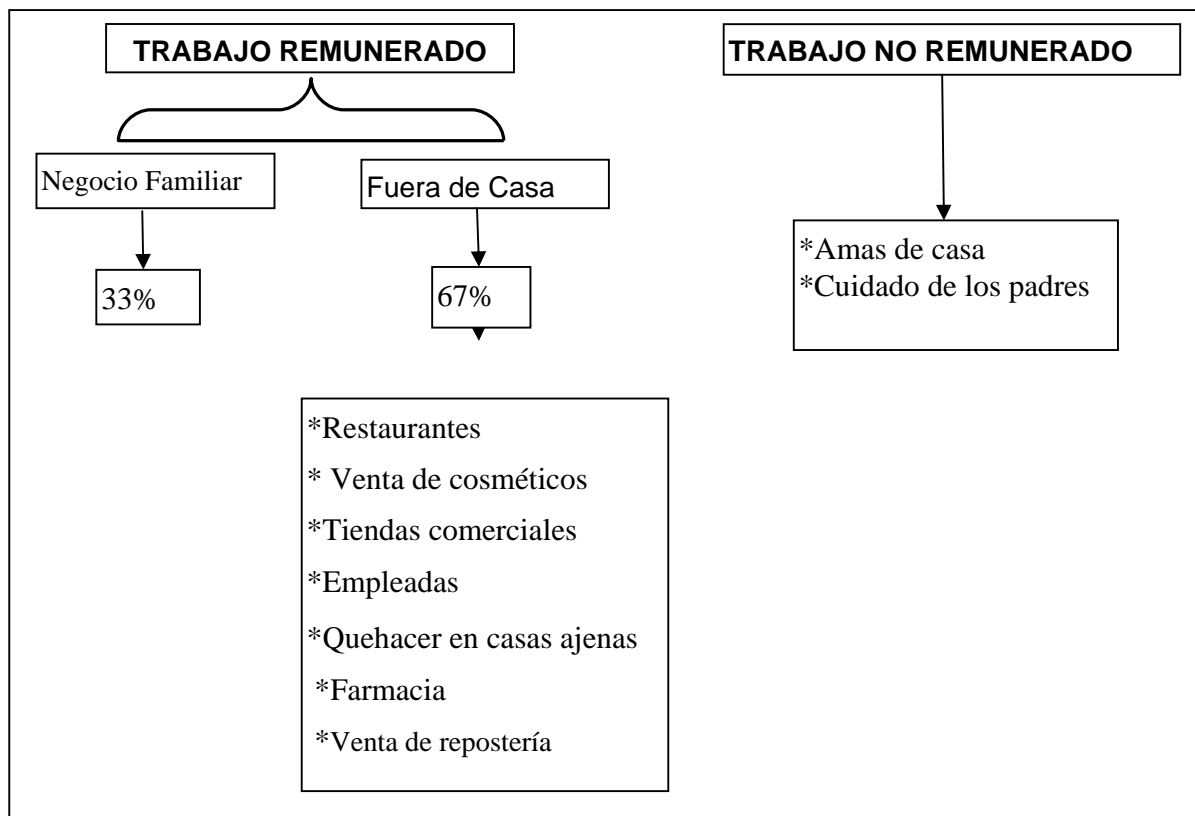 TRABAJO REMUNERADO
TRABAJO NO REMUNERADO
Negocio Familiar
Fuera de Casa
33%
67%
*Amas de casa
*Cuidado de los padres
*Restaurantes
* Venta de cosméticos
*Tiendas comerciales
*Empleadas
*Quehacer en casas ajenas
*Farmacia
*Venta de repostería